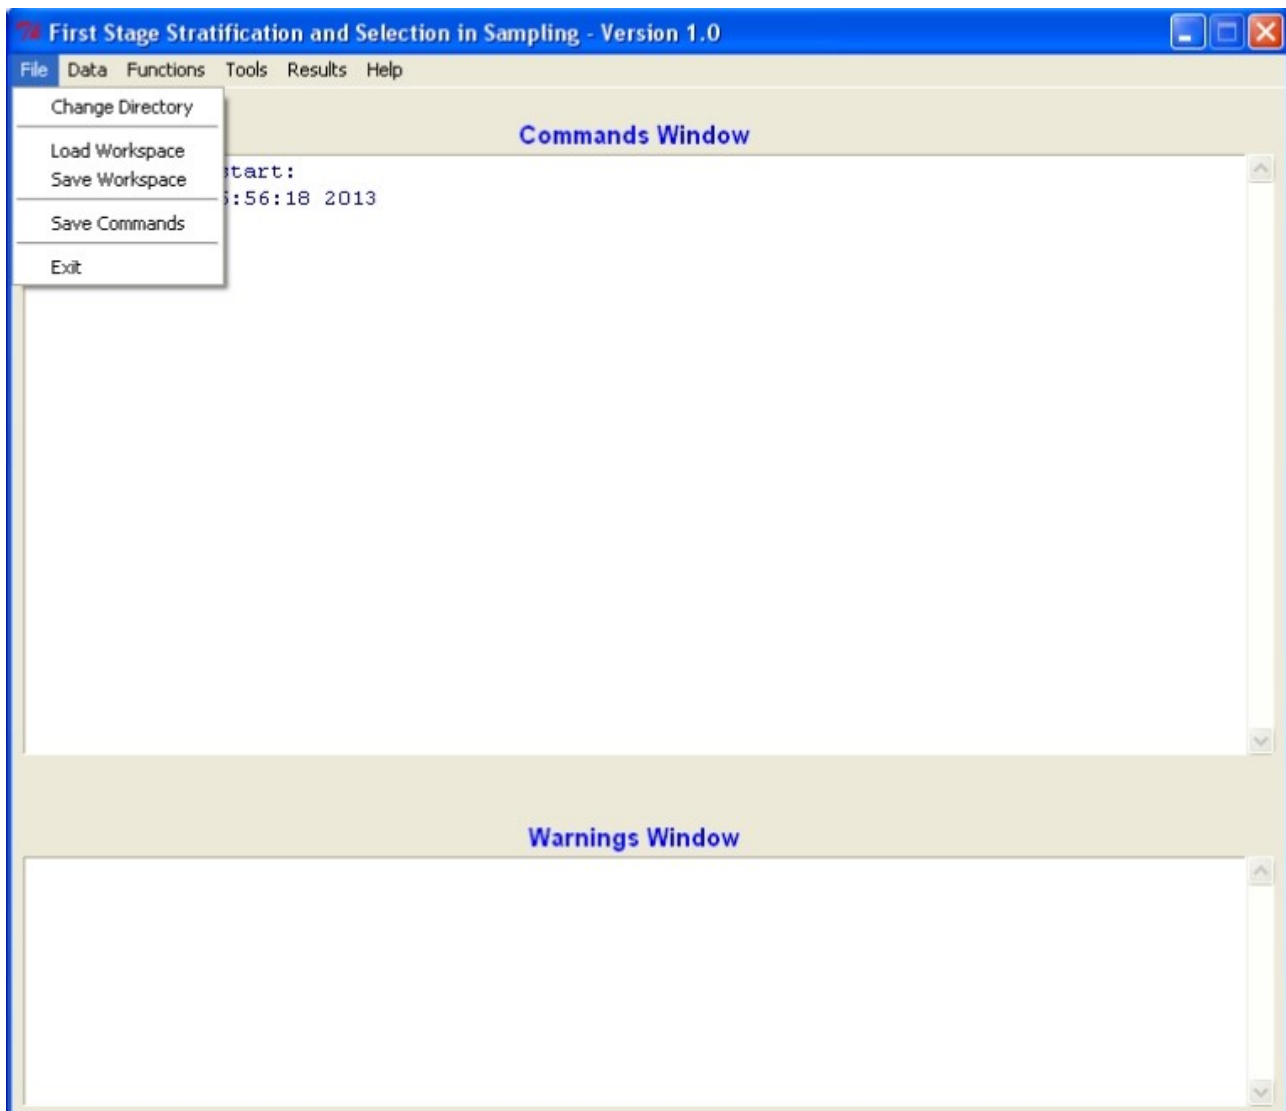 First Stage Stratification and Selection in Sampling - Version 1.0
File Data Functions Tools Results Help
Change Directory
Commands Window
Load Workspace
Save Workspace
Save Commands
Exit
start:
:56:18 2013
Warnings Window